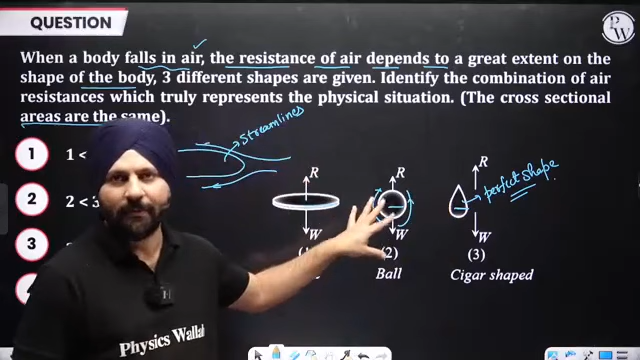 QUESTION
When a body falls in air, the resistance of air depends to a great extent on the
shape of the body, 3 different shapes are given. Identify the combination of air
resistances which truly represents the physical situation. (The cross sectional
areas are the same).
streamlines
1 1 <
2 2 < 3
3
R R R
perfect shape
W W W
(2) (3)
Ball Cigar shaped
Physics Wallah